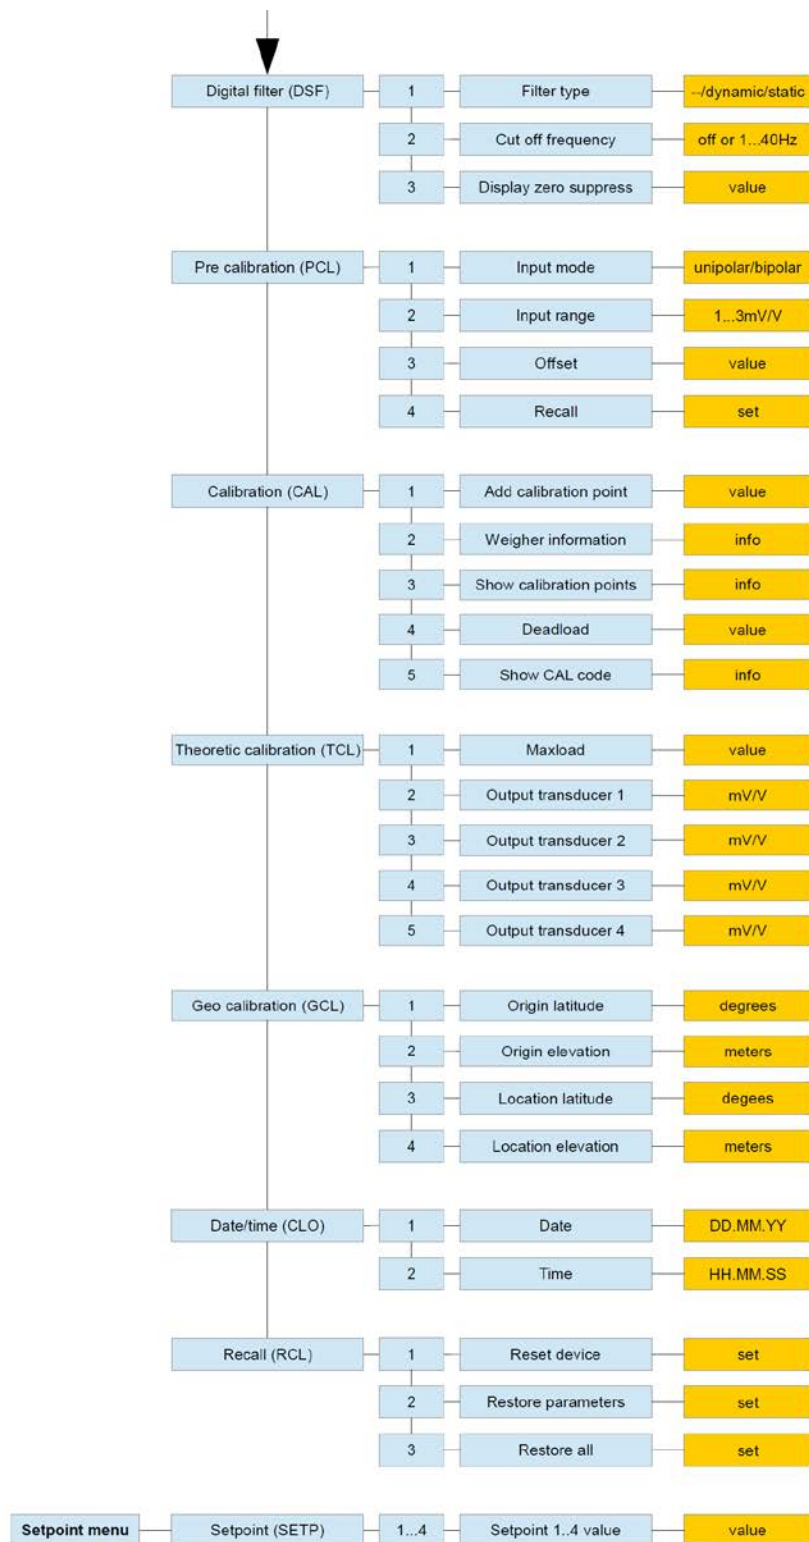 Digital filter (DSF) 1 Filter type --/dynamic/static
2 Cut off frequency off or 1...40Hz
3 Display zero suppress value
Pre calibration (PCL) 1 Input mode unipolar/bipolar
2 Input range 1...3mV/V
3 Offset value
4 Recall set
Calibration (CAL) 1 Add calibration point value
2 Weigher information info
3 Show calibration points info
4 Deadload value
5 Show CAL code info
Theoretic calibration (TCL) 1 Maxload value
2 Output transducer 1 mV/V
3 Output transducer 2 mV/V
4 Output transducer 3 mV/V
5 Output transducer 4 mV/V
Geo calibration (GCL) 1 Origin latitude degrees
2 Origin elevation meters
3 Location latitude degees
4 Location elevation meters
Date/time (CLO) 1 Date DD.MM.YY
2 Time HH.MM.SS
Recall (RCL) 1 Reset device set
2 Restore parameters set
3 Restore all set
Setpoint menu Setpoint (SETP) 1...4 Setpoint 1..4 value value